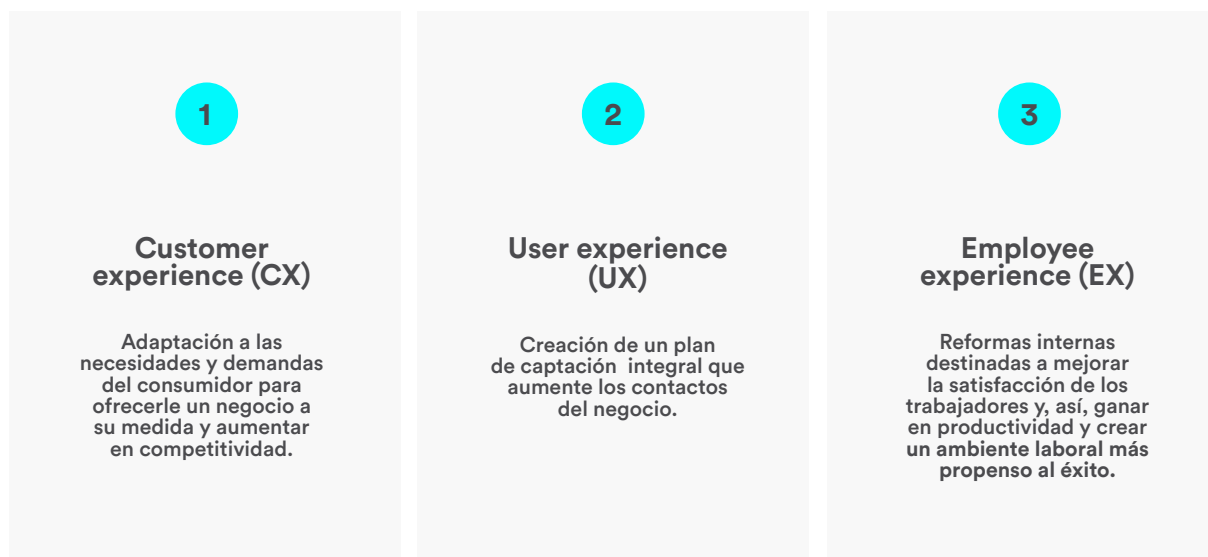 1
Customer
experience (CX)
Adaptación a las
necesidades y demandas
del consumidor para
ofrecerle un negocio a
su medida y aumentar
en competitividad.
2
User experience
(UX)
Creación de un plan
de captación  integral que
aumente los contactos
del negocio.
3
Employee
experience (EX)
Reformas internas
destinadas a mejorar
la satisfacción de los
trabajadores y, así, ganar
en productividad y crear
un ambiente laboral más
propenso al éxito.